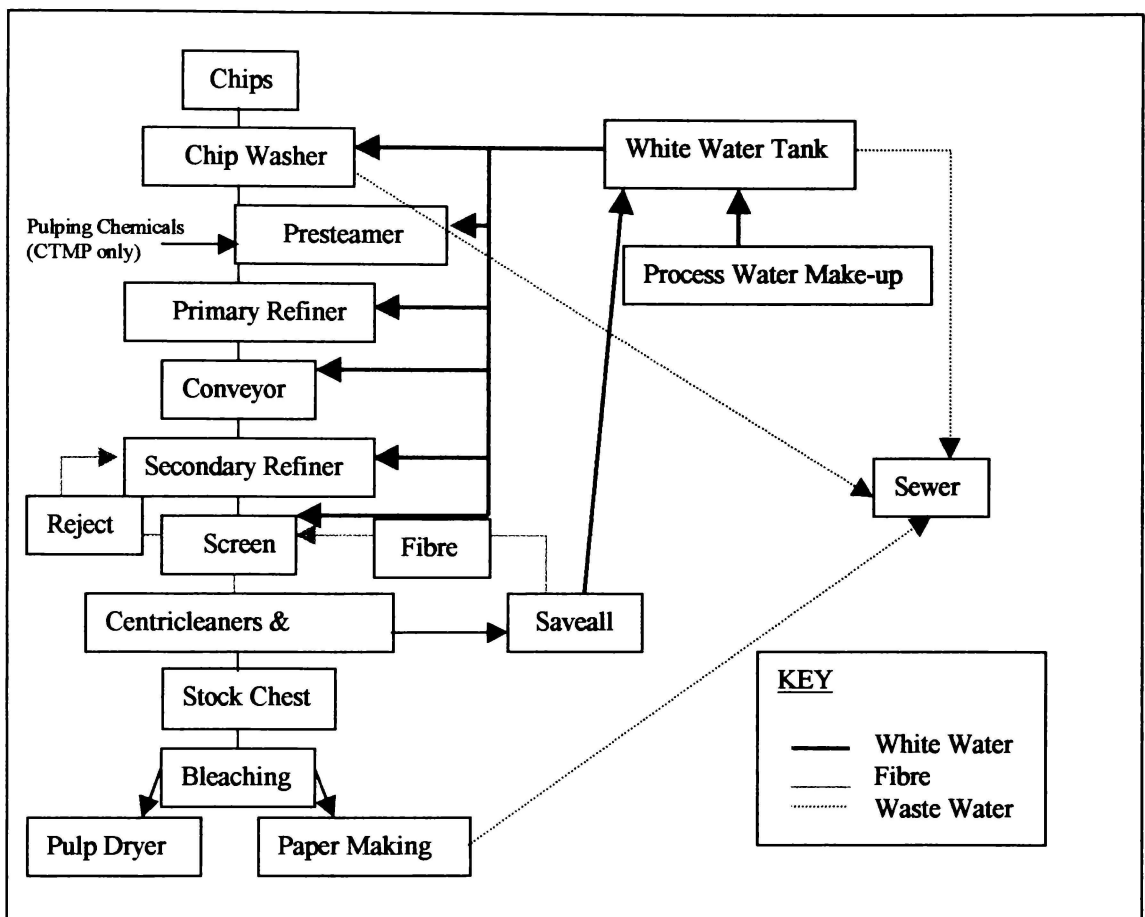 Chips
Chip Washer
White Water Tank
Pulping Chemicals
(CTMP only)
Presteamer
Process Water Make-up
Primary Refiner
Conveyor
Secondary Refiner
Sewer
Reject
Screen
Fibre
Centricleaners &
Saveall
Stock Chest
Bleaching
Pulp Dryer
Paper Making
KEY
White Water
Fibre
Waste Water